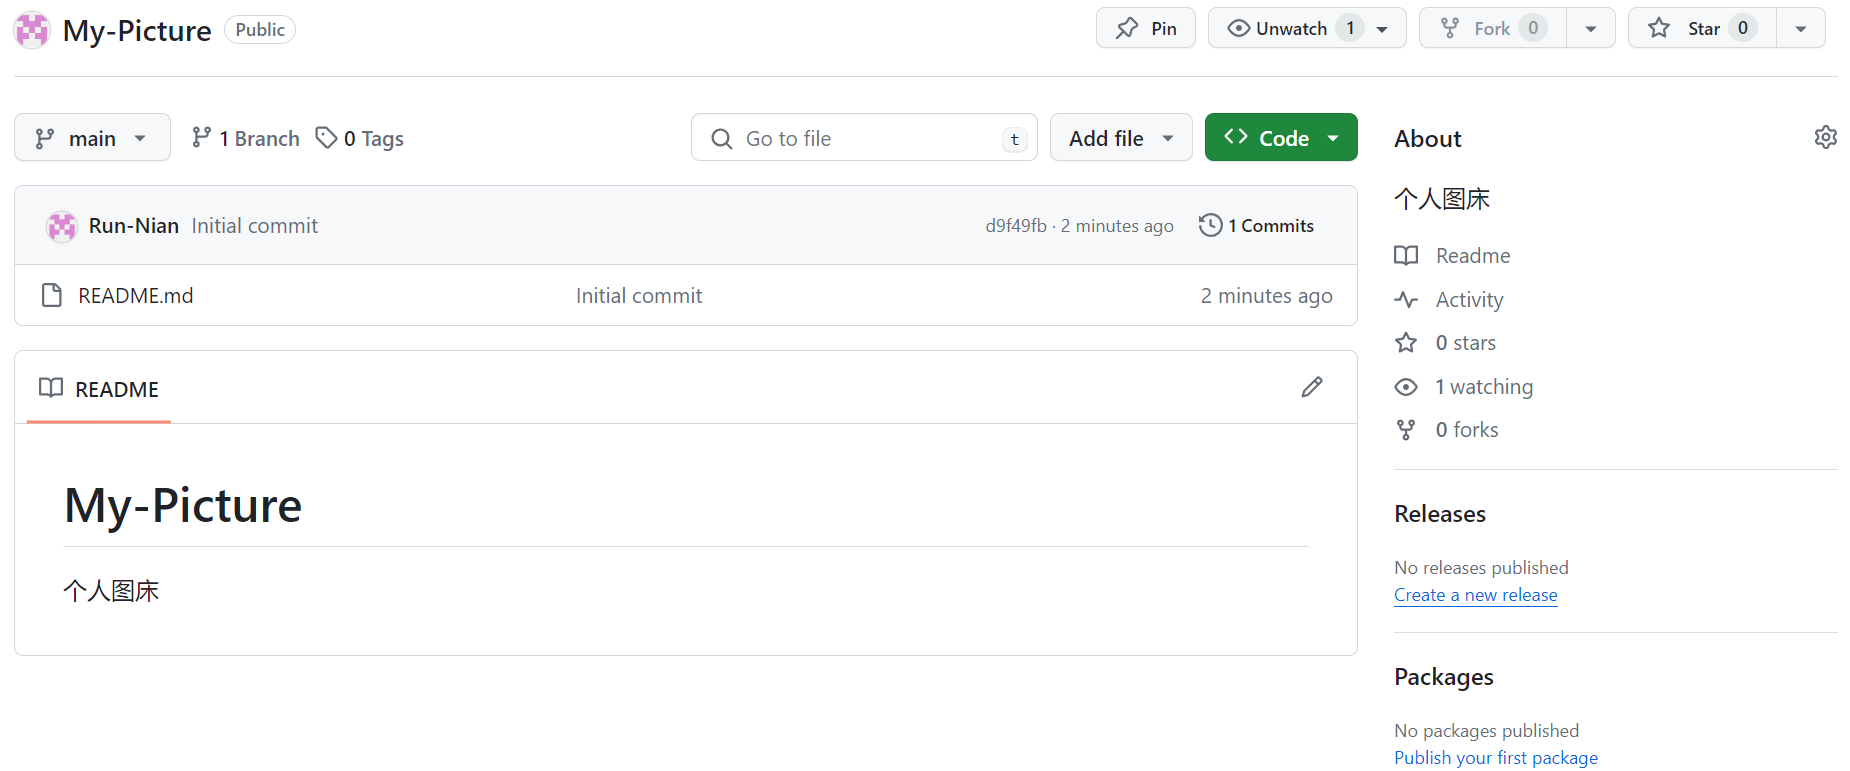 My-Picture Public
Pin
Unwatch 1
Fork 0
Star 0
main
1 Branch
0 Tags
Go to file t
Add file
Code
Run-Nian Initial commit
d9f49fb · 2 minutes ago
1 Commits
README.md Initial commit 2 minutes ago
README
My-Picture
个人图床
About
个人图床
Readme
Activity
0 stars
1 watching
0 forks
Releases
No releases published
Create a new release
Packages
No packages published
Publish your first package